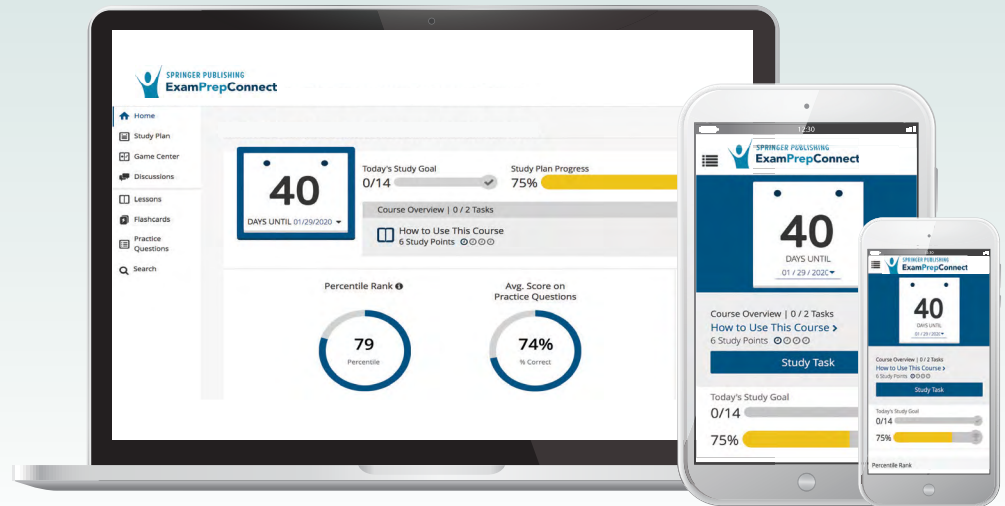 SPRINGER PUBLISHING
ExamPrepConnect
Home
Study Plan
Game Center
Discussions
Lessons
Flashcards
Practice
Questions
Search
40
DAYS UNTIL 01/29/2020
Today's Study Goal
0/14
Study Plan Progress
75%
Course Overview | 0 / 2 Tasks
How to Use This Course
6 Study Points
Percentile Rank
79
Percentile
Avg. Score on
Practice Questions
74%
% Correct
12:30
SPRINGER PUBLISHING
ExamPrepConnect
40
DAYS UNTIL
01 / 29 / 2020
Course Overview | 0 / 2 Tasks
How to Use This Course >
6 Study Points
Study Task
Today's Study Goal
0/14
75%
SPRINGER PUBLISHING
ExamPrepConnect
40
DAYS UNTIL
01 / 29 / 2020
Course Overview | 0 / 2 Tasks
How to Use This Course >
6 Study Points
Study Task
Today's Study Goal
0/14
75%
Percentile Rank